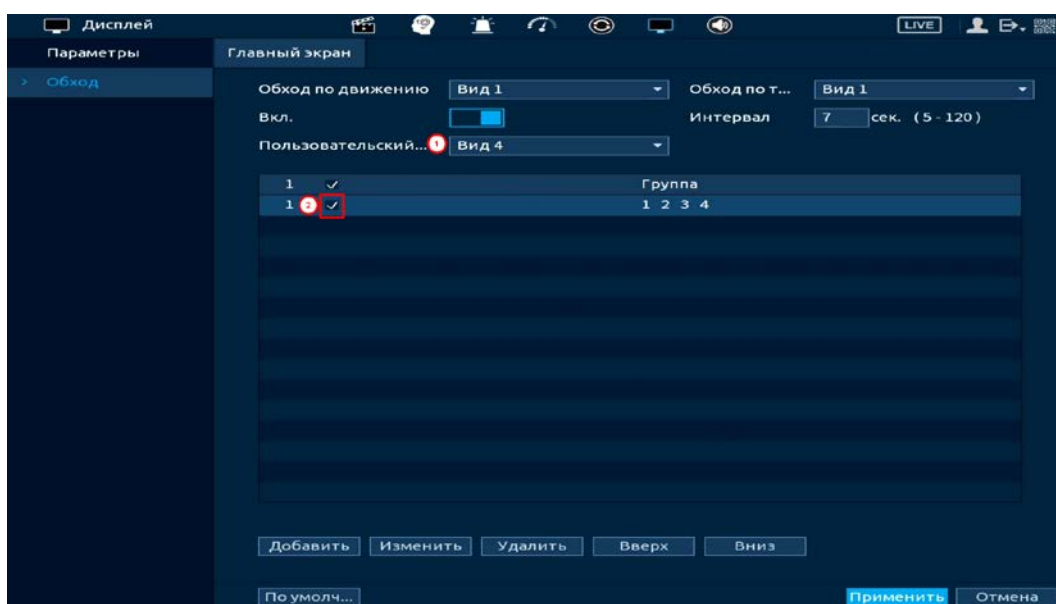 Дисплей LIVE
Параметры Главный экран
Обход
Обход по движению Вид 1 Обход по т... Вид 1
Вкл. Интервал 7 сек. (5 - 120)
Пользовательский... 1 Вид 4
1 Группа
1 2 1 2 3 4
Добавить Изменить Удалить Вверх Вниз
По умолч... Применить Отмена